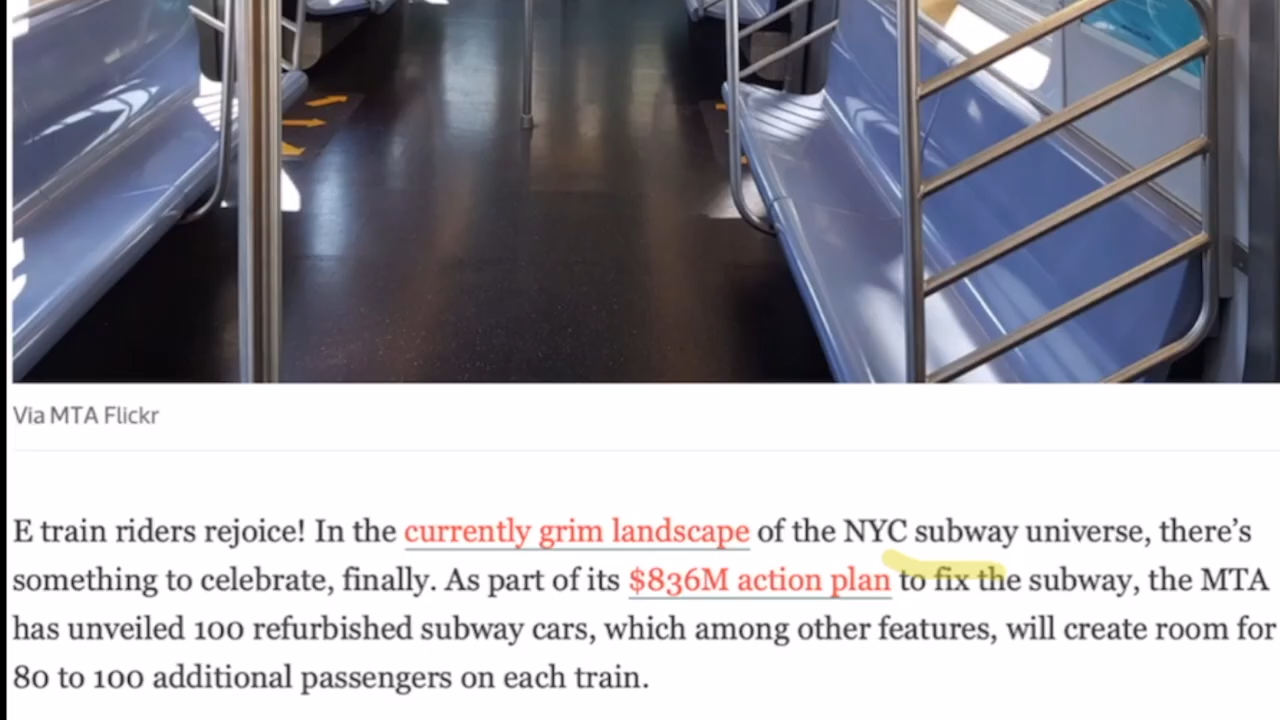 Via MTA Flickr
E train riders rejoice! In the currently grim landscape of the NYC subway universe, there’s
something to celebrate, finally. As part of its $836M action plan to fix the subway, the MTA
has unveiled 100 refurbished subway cars, which among other features, will create room for
80 to 100 additional passengers on each train.